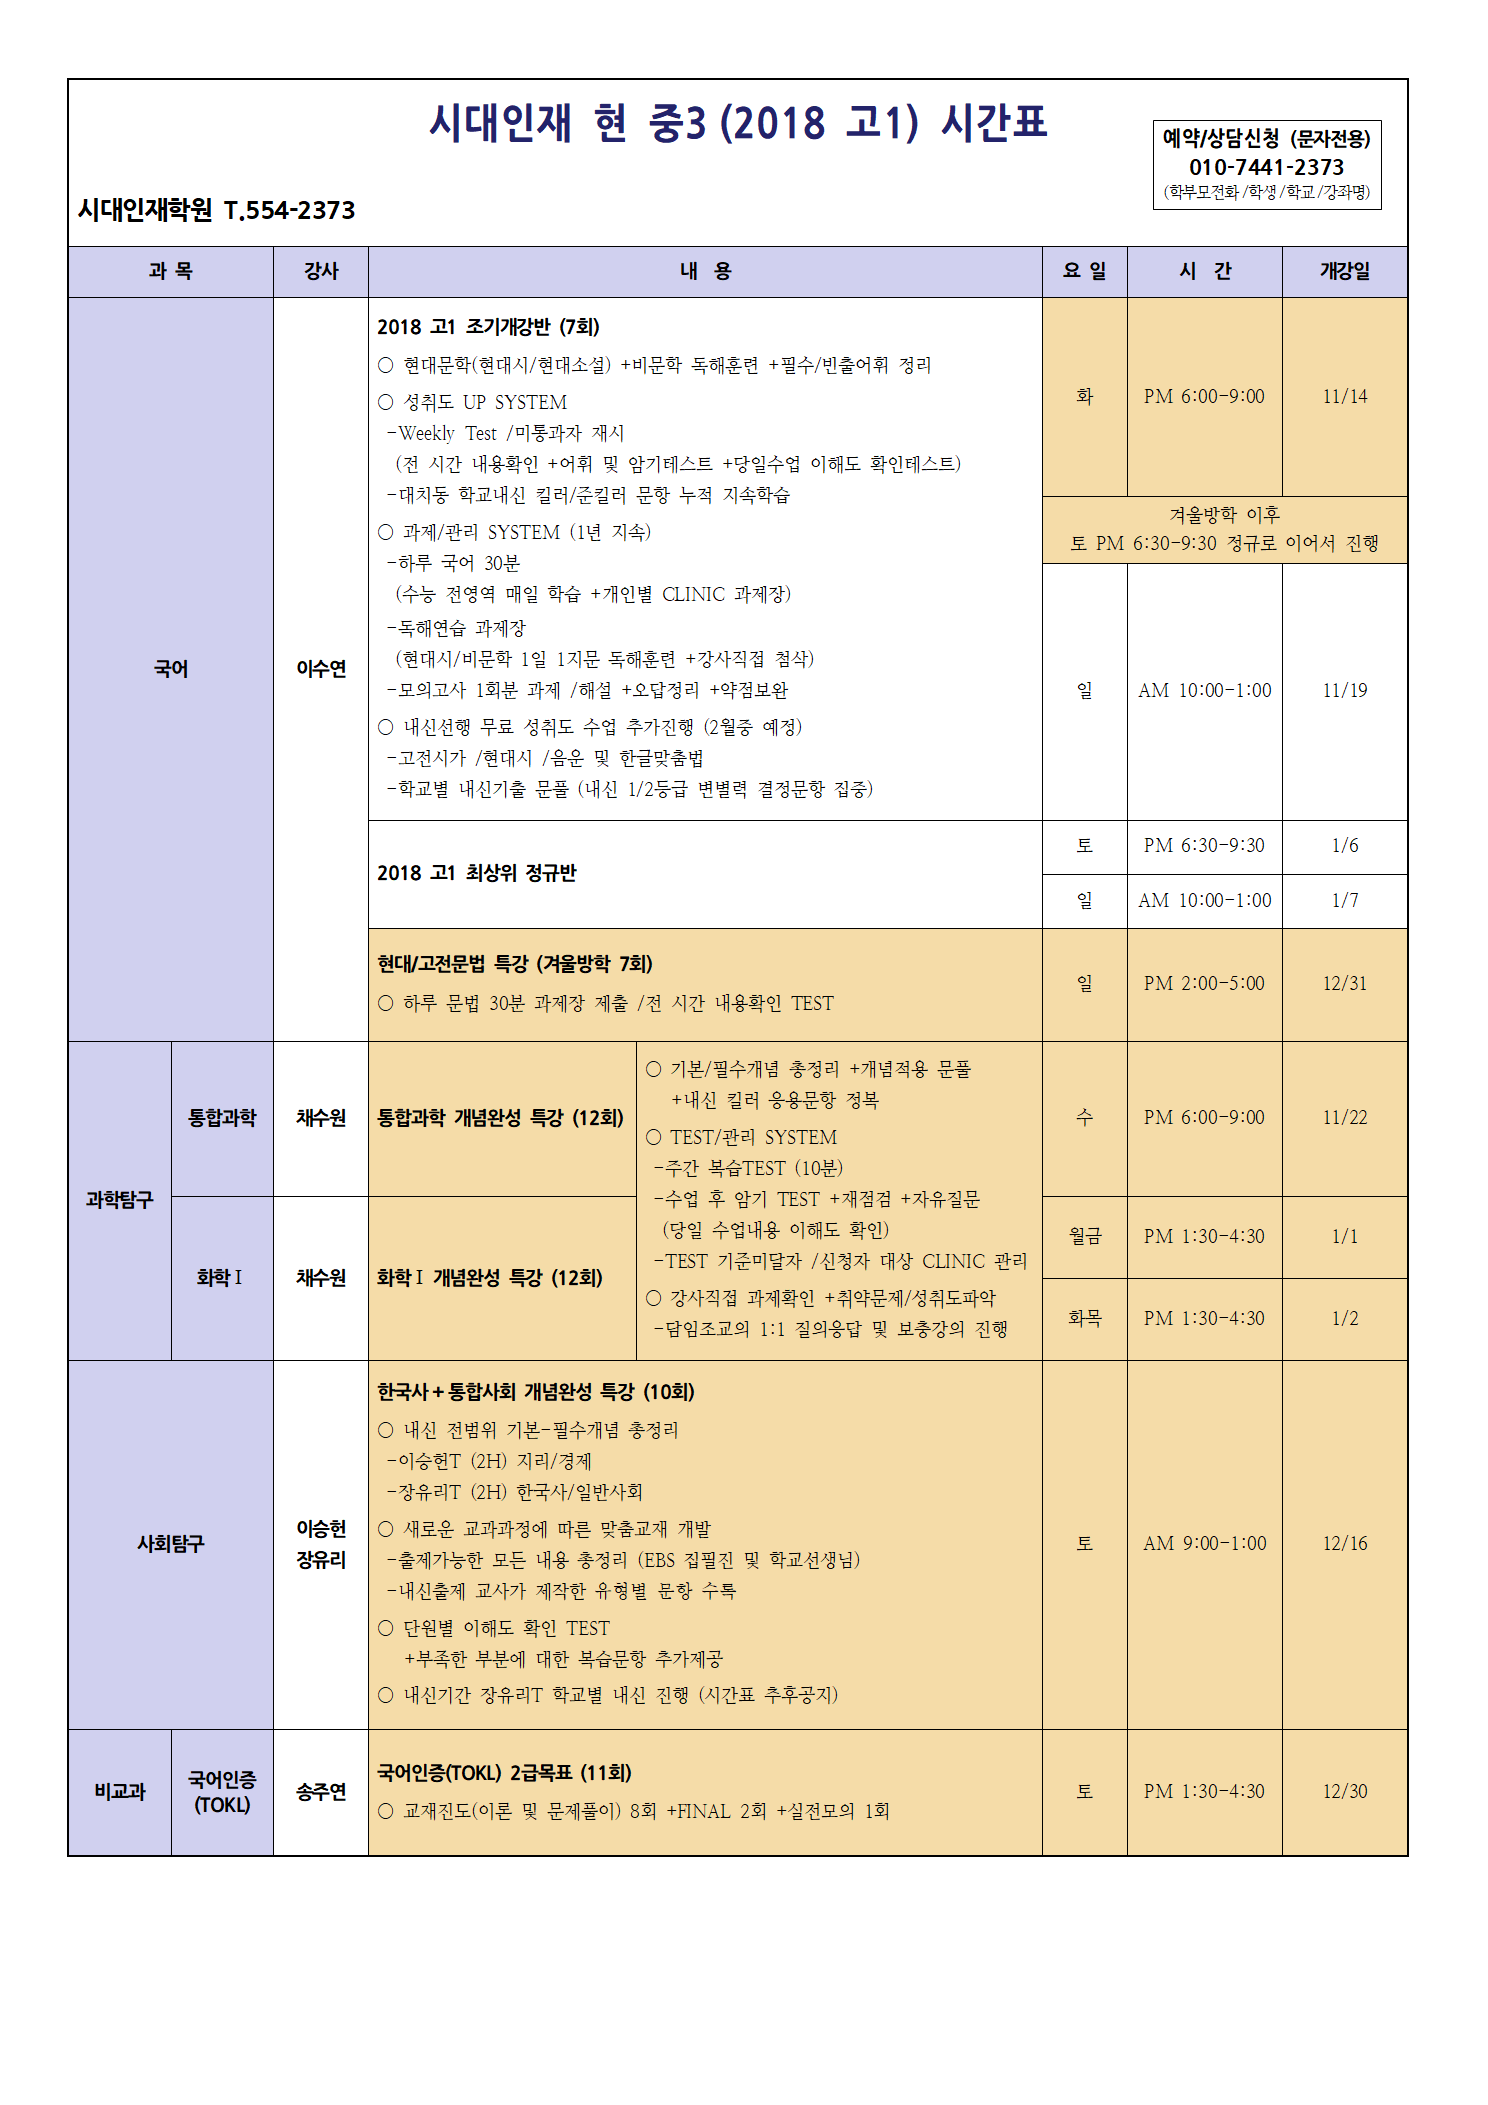 시대인재 현 중3 (2018 고1) 시간표
예약/상담신청 (문자전용)
010-7441-2373
(학부모전화/학생/학교/강좌명)
시대인재학원 T.554-2373
과 목 강사 내 용 요 일 시 간 개강일
국어
이수연
2018 고1 조기개강반 (7회)
○ 현대문학(현대시/현대소설) +비문학 독해훈련 +필수/빈출어휘 정리
○ 성취도 UP SYSTEM
-Weekly Test /미통과자 재시
(전 시간 내용확인 +어휘 및 암기테스트 +당일수업 이해도 확인테스트)
-대치동 학교내신 킬러/준킬러 문항 누적 지속학습
○ 과제/관리 SYSTEM (1년 지속)
-하루 국어 30분
(수능 전영역 매일 학습 +개인별 CLINIC 과제장)
-독해연습 과제장
(현대시/비문학 1일 1지문 독해훈련 +강사직접 첨삭)
-모의고사 1회분 과제 /해설 +오답정리 +약점보완
○ 내신선행 무료 성취도 수업 추가진행 (2월중 예정)
-고전시가 /현대시 /음운 및 한글맞춤법
-학교별 내신기출 문풀 (내신 1/2등급 변별력 결정문항 집중)
화 PM 6:00-9:00 11/14
겨울방학 이후
토 PM 6:30-9:30 정규로 이어서 진행
일 AM 10:00-1:00 11/19
2018 고1 최상위 정규반
토 PM 6:30-9:30 1/6
일 AM 10:00-1:00 1/7
현대/고전문법 특강 (겨울방학 7회)
○ 하루 문법 30분 과제장 제출 /전 시간 내용확인 TEST
일 PM 2:00-5:00 12/31
과학탐구
통합과학 채수원 통합과학 개념완성 특강 (12회)
화학Ⅰ 채수원 화학Ⅰ 개념완성 특강 (12회)
○ 기본/필수개념 총정리 +개념적용 문풀
+내신 킬러 응용문항 정복
○ TEST/관리 SYSTEM
-주간 복습TEST (10분)
-수업 후 암기 TEST +재점검 +자유질문
(당일 수업내용 이해도 확인)
-TEST 기준미달자 /신청자 대상 CLINIC 관리
○ 강사직접 과제확인 +취약문제/성취도파악
-담임조교의 1:1 질의응답 및 보충강의 진행
수 PM 6:00-9:00 11/22
월금 PM 1:30-4:30 1/1
화목 PM 1:30-4:30 1/2
사회탐구
이승헌
장유리
한국사+통합사회 개념완성 특강 (10회)
○ 내신 전범위 기본-필수개념 총정리
-이승헌T (2H) 지리/경제
-장유리T (2H) 한국사/일반사회
○ 새로운 교과과정에 따른 맞춤교재 개발
-출제가능한 모든 내용 총정리 (EBS 집필진 및 학교선생님)
-내신출제 교사가 제작한 유형별 문항 수록
○ 단원별 이해도 확인 TEST
+부족한 부분에 대한 복습문항 추가제공
○ 내신기간 장유리T 학교별 내신 진행 (시간표 추후공지)
토 AM 9:00-1:00 12/16
비교과
국어인증
(TOKL)
송주연
국어인증(TOKL) 2급목표 (11회)
○ 교재진도(이론 및 문제풀이) 8회 +FINAL 2회 +실전모의 1회
토 PM 1:30-4:30 12/30